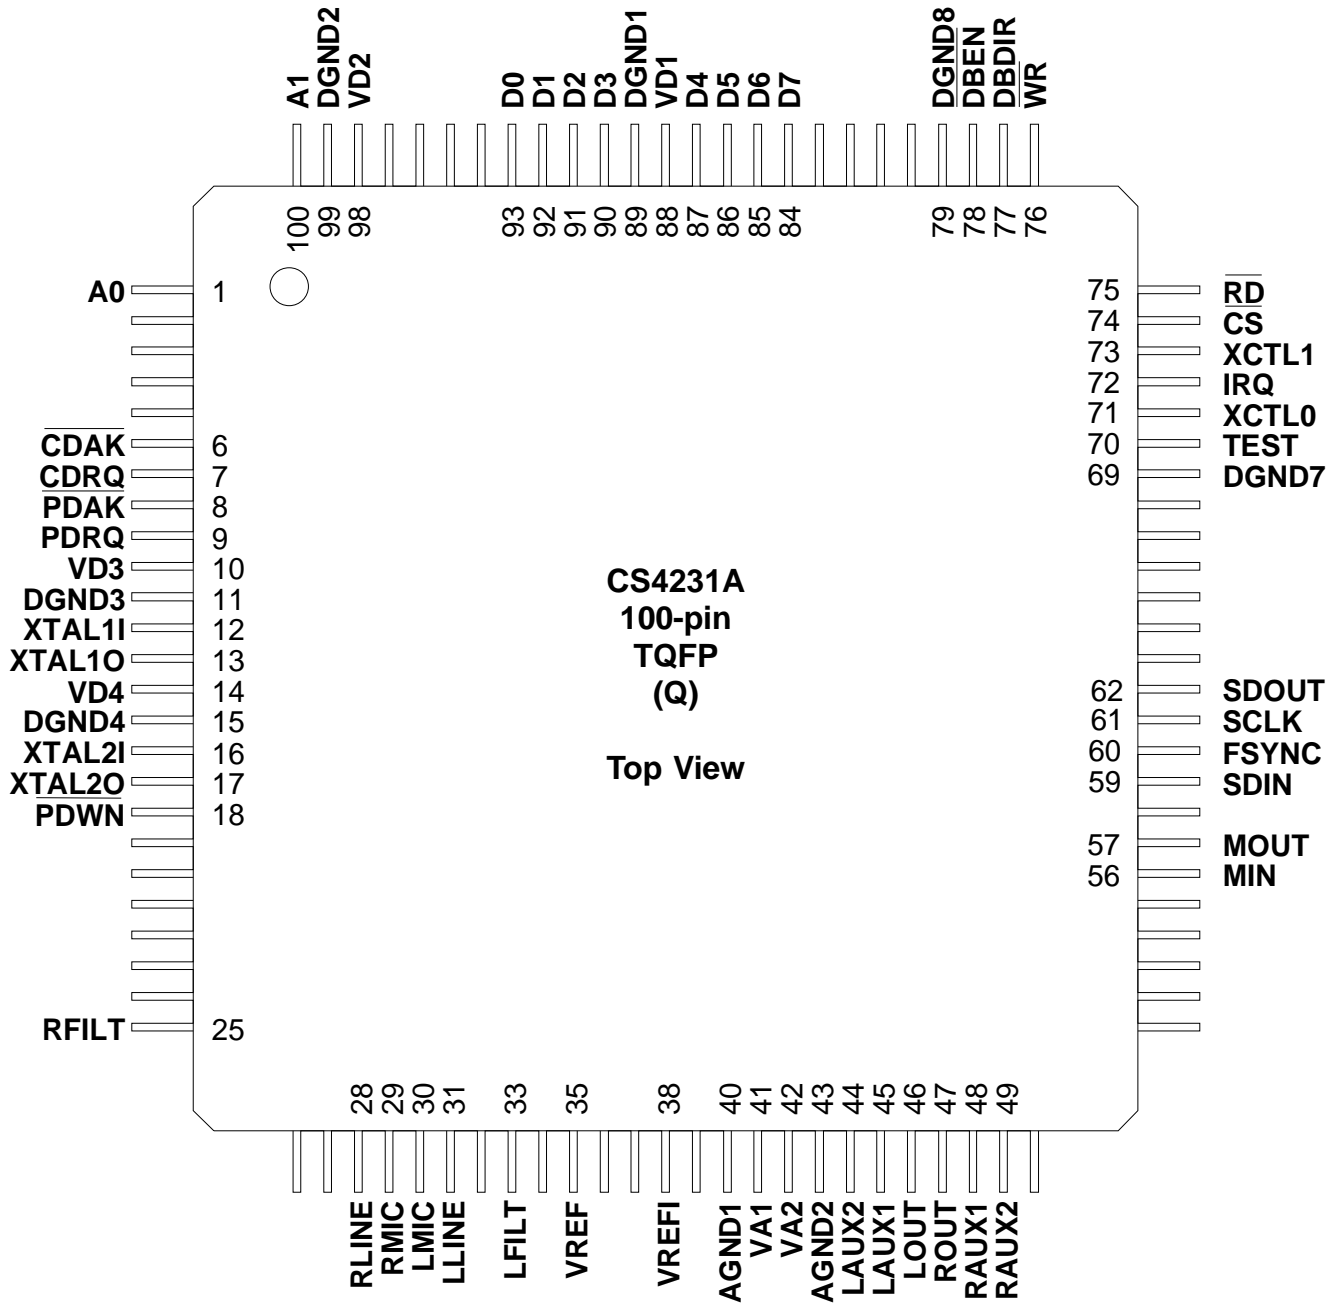 A1 DGND2 VD2 D0 D1 D2 D3 DGND1 VD1 D4 D5 D6 D7 DGND8 DBEN DBDIR WR
100 99 98 93 92 91 90 89 88 87 86 85 84 79 78 77 76
A0 1 75 RD
74 CS
73 XCTL1
72 IRQ
71 XCTL0
CDAK 6 70 TEST
CDRQ 7 69 DGND7
PDAK 8
PDRQ 9
VD3 10
DGND3 11
XTAL1I 12
XTAL1O 13
VD4 14 62 SDOUT
DGND4 15 61 SCLK
XTAL2I 16 60 FSYNC
XTAL2O 17 59 SDIN
PDWN 18
57 MOUT
56 MIN
RFILT 25
CS4231A
100-pin
TQFP
(Q)
Top View
28 29 30 31 33 35 38 40 41 42 43 44 45 46 47 48 49
RLINE RMIC LMIC LLINE LFILT VREF VREFI AGND1 VA1 VA2 AGND2 LAUX2 LAUX1 LOUT ROUT RAUX1 RAUX2